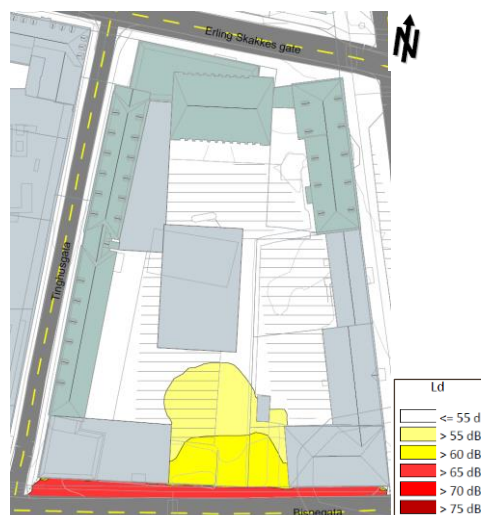 Erling Skakkes gate
N
Tinghusgata
Ld
<= 55 d
> 55 dB
> 60 dB
> 65 dB
> 70 dB
> 75 dB